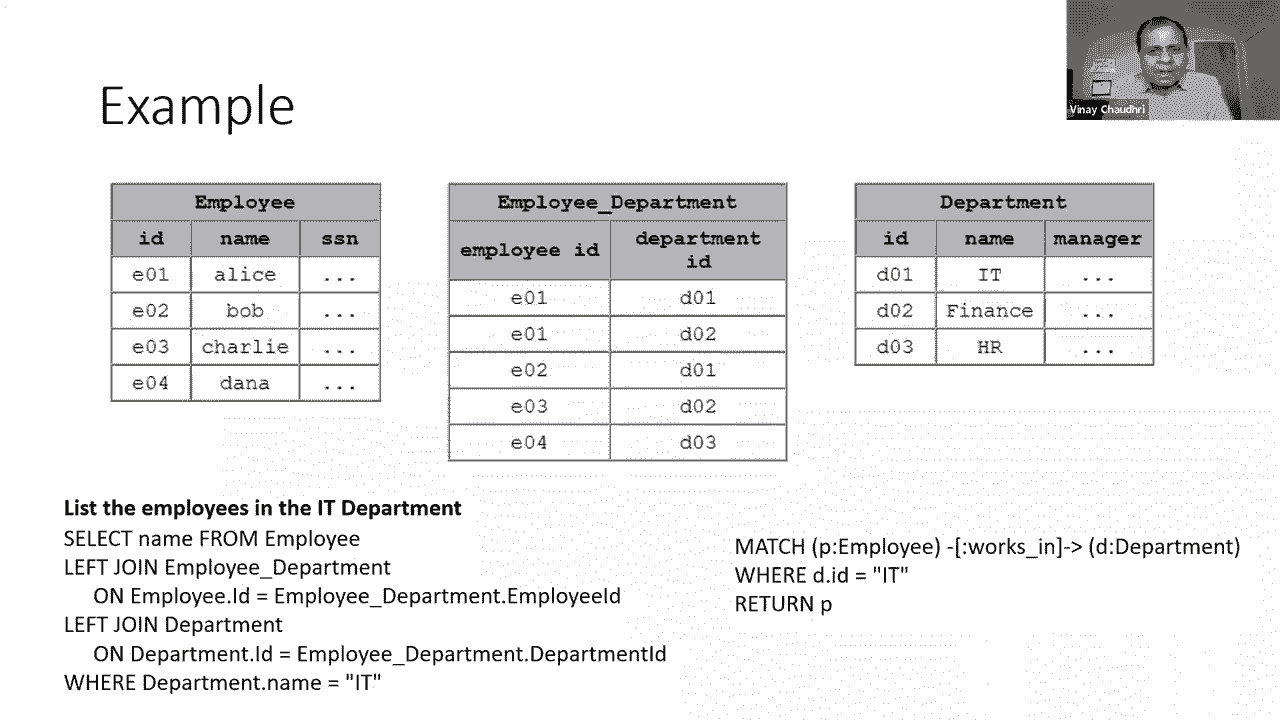 Vinay Chaudhri
Example
Employee
id name ssn
e01 alice ...
e02 bob ...
e03 charlie ...
e04 dana ...
Employee_Department
employee id department id
e01 d01
e01 d02
e02 d01
e03 d02
e04 d03
Department
id name manager
d01 IT ...
d02 Finance ...
d03 HR ...
List the employees in the IT Department
SELECT name FROM Employee
LEFT JOIN Employee_Department
ON Employee.Id = Employee_Department.EmployeeId
LEFT JOIN Department
ON Department.Id = Employee_Department.DepartmentId
WHERE Department.name = "IT"
MATCH (p:Employee) -[:works_in]-> (d:Department)
WHERE d.id = "IT"
RETURN p